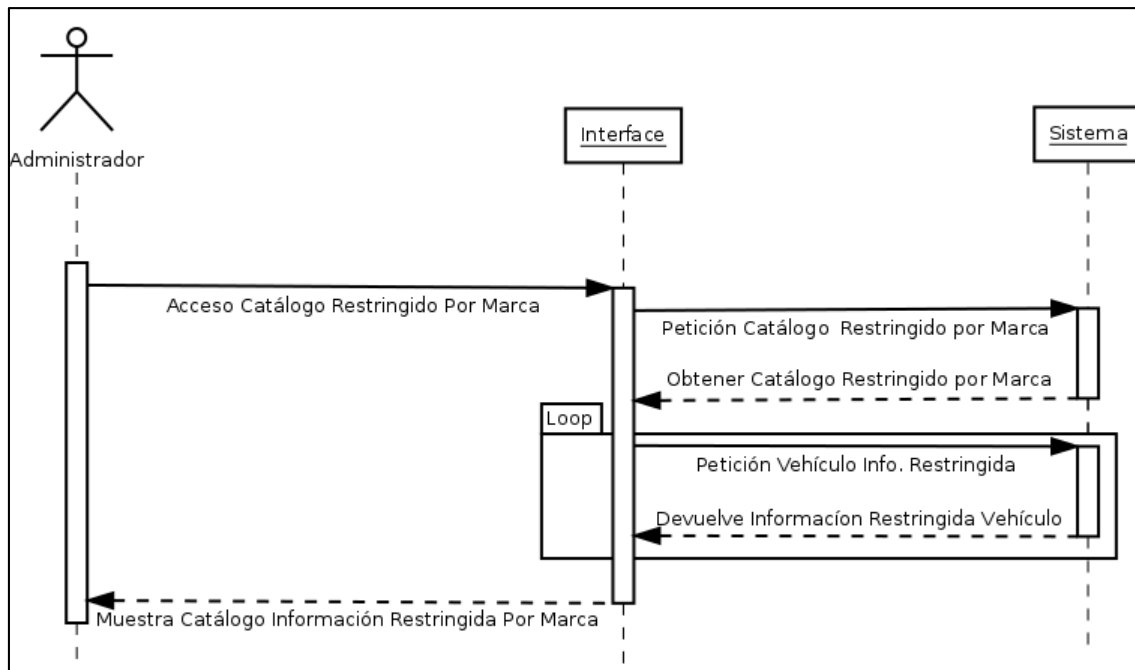 Administrador
Interface
Sistema
Acceso Catálogo Restringido Por Marca
Petición Catálogo Restringido por Marca
Obtener Catálogo Restringido por Marca
Loop
Petición Vehículo Info. Restringida
Devuelve Informacíon Restringida Vehículo
Muestra Catálogo Información Restringida Por Marca